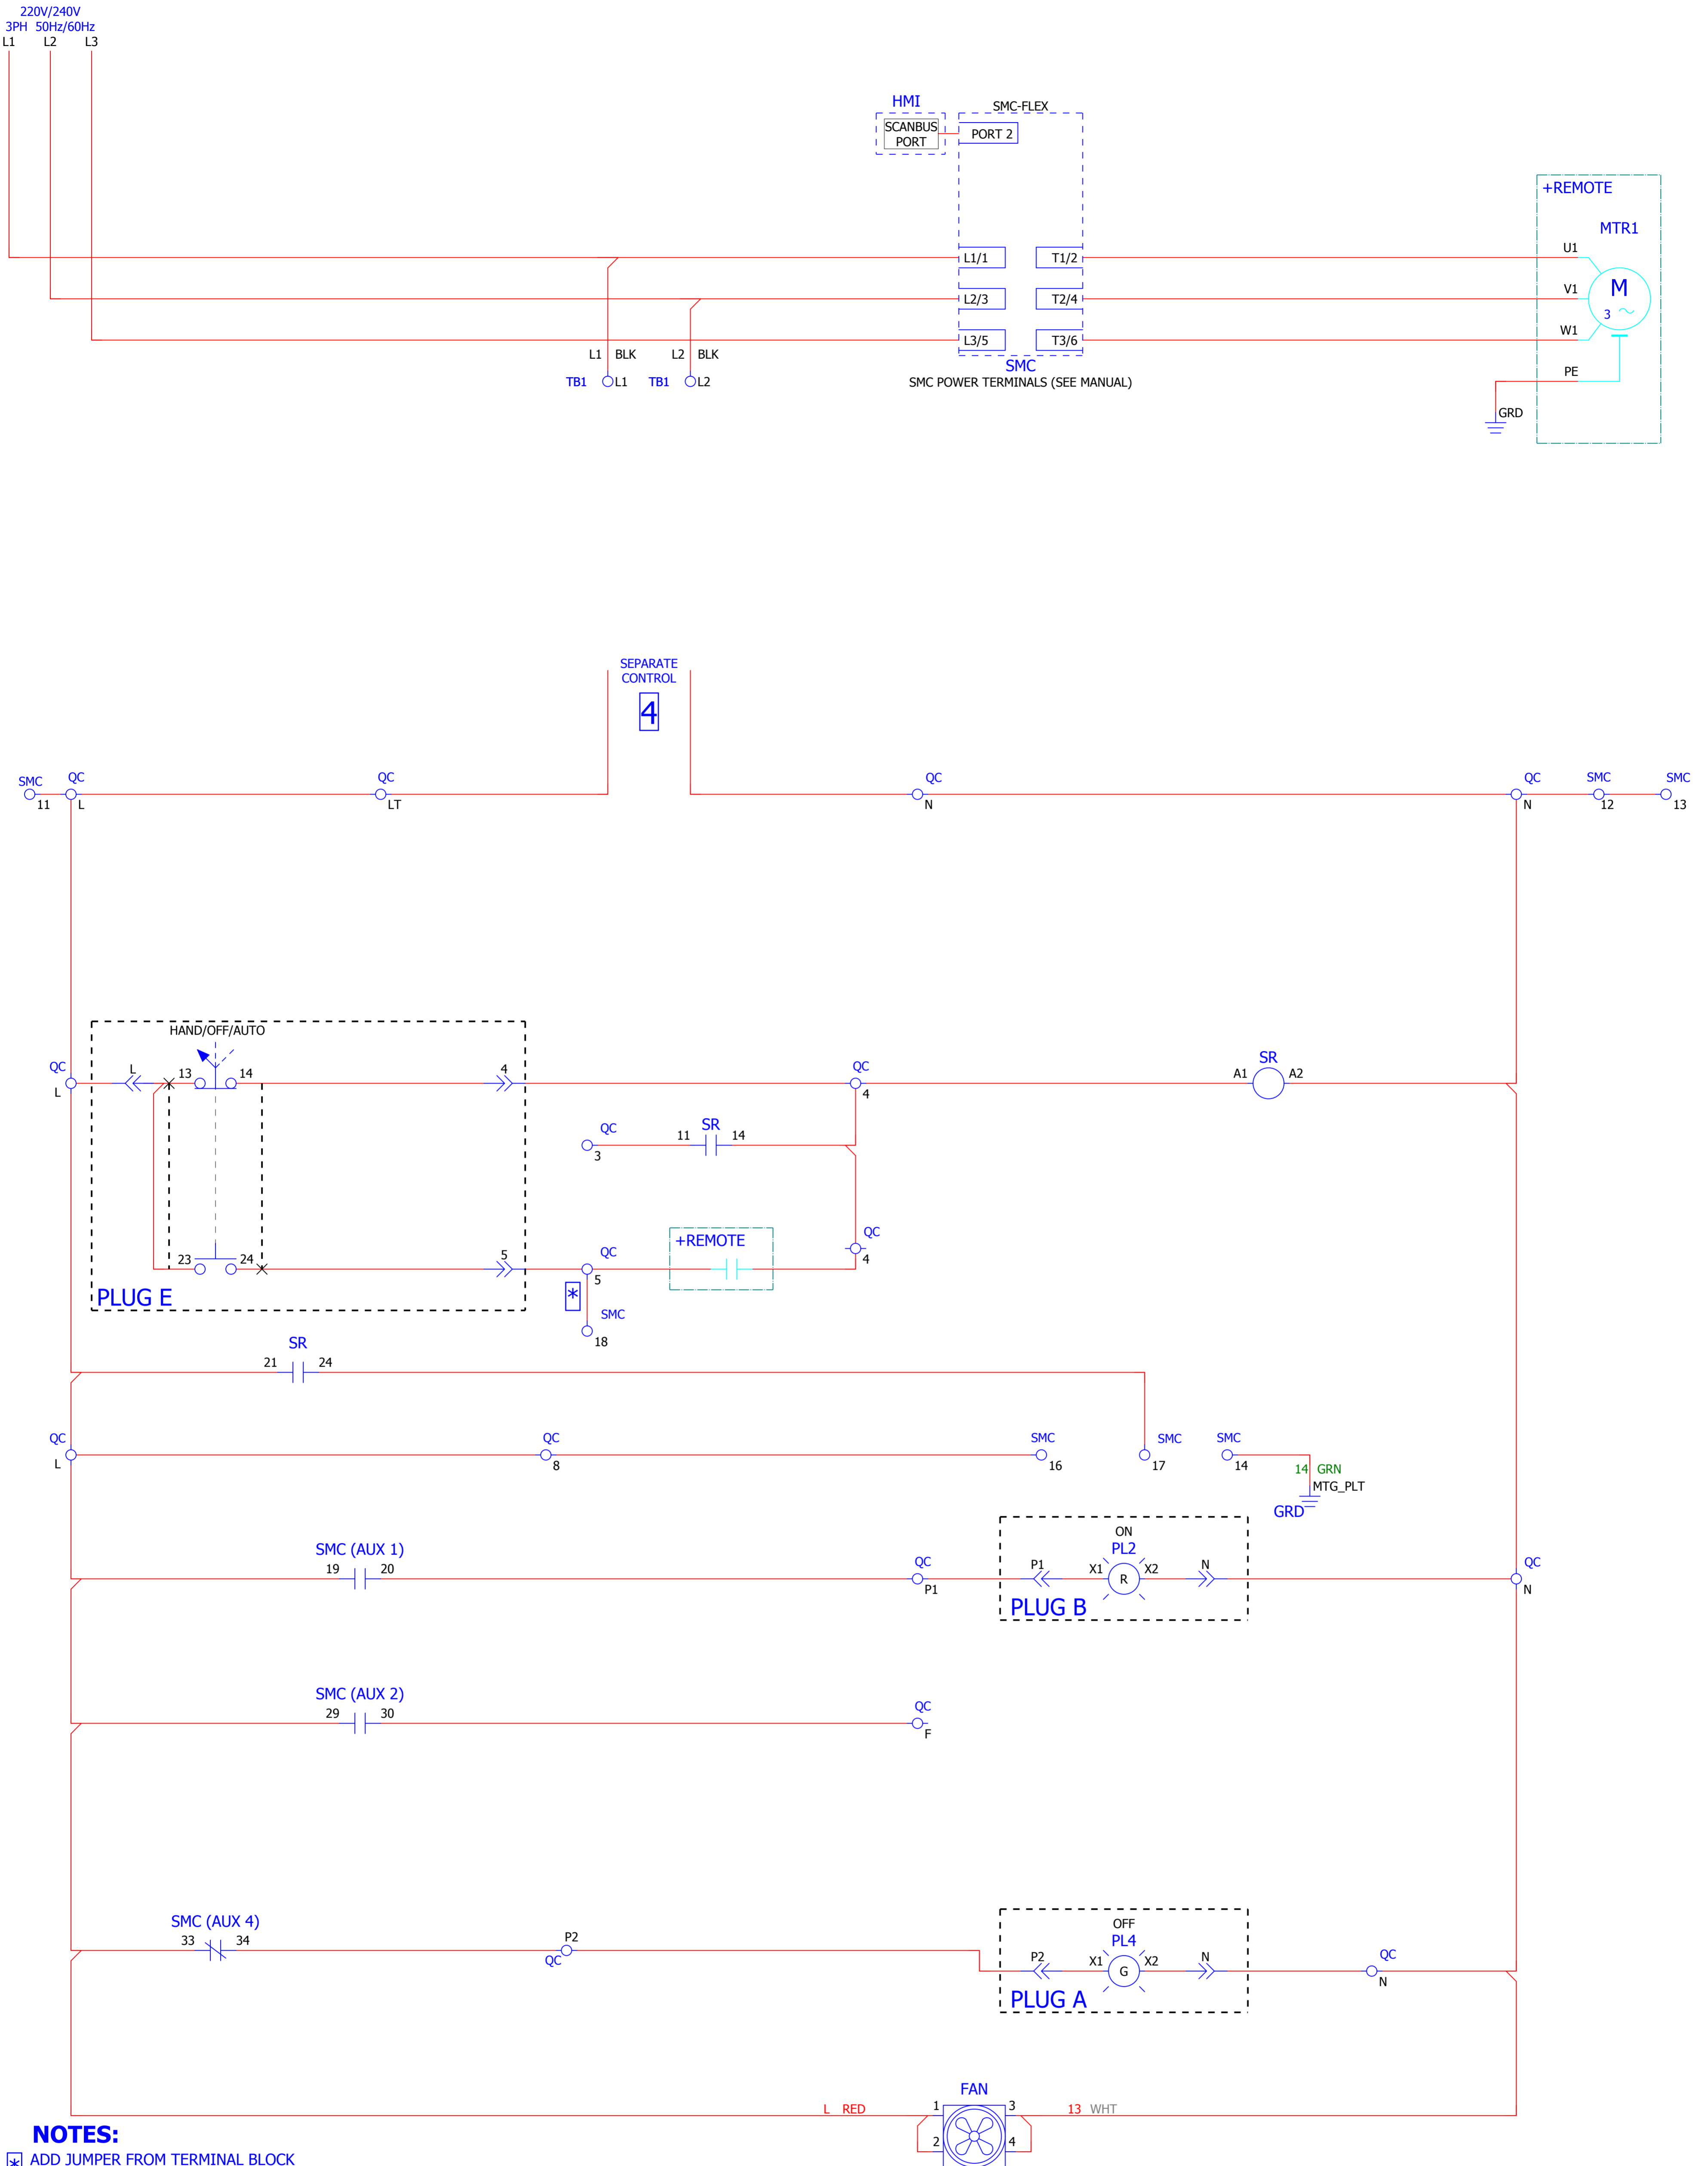 220V/240V
3PH 50Hz/60Hz
L1 L2 L3
HMI
SCANBUS
PORT
SMC-FLEX
PORT 2
+REMOTE
MTR1
L1/1 T1/2 U1
L2/3 T2/4 V1
M
3
L3/5 T3/6 W1
L1 BLK L2 BLK
SMC
TB1 L1 TB1 L2
SMC POWER TERMINALS (SEE MANUAL)
PE
GRD
SEPARATE
CONTROL
4
SMC QC QC QC QC SMC SMC
11 L LT N N 12 13
HAND/OFF/AUTO
QC L 13 14 4 QC SR
A1 A2
L 4
QC SR
11 14
3
QC
4
+REMOTE
23 24 5 QC
5
PLUG E
*
SMC
18
SR
21 24
QC QC SMC SMC SMC
L 8 16 17 14
14 GRN
MTG_PLT
GRD
ON
PL2
SMC (AUX 1)
19 20 QC P1 X1 R X2 N QC
P1 N
PLUG B
SMC (AUX 2)
29 30 QC
F
SMC (AUX 4)
33 34 P2
QC
OFF
PL4
P2 X1 G X2 N QC
N
PLUG A
FAN
L RED 1 3 13 WHT
2 4
NOTES:
* ADD JUMPER FROM TERMINAL BLOCK